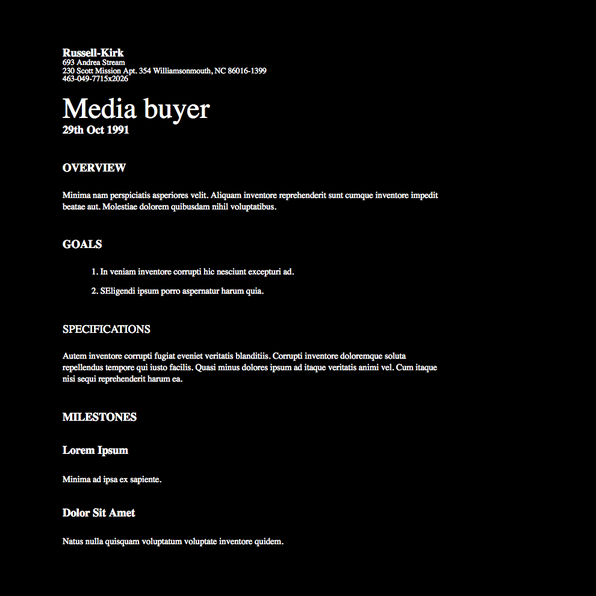 Russell-Kirk
693 Andrea Stream
230 Scott Mission Apt. 354 Williamsonmouth, NC 86016-1399
463-049-7715x2026
Media buyer
29th Oct 1991
OVERVIEW
Minima nam perspiciatis asperiores velit. Aliquam inventore reprehenderit sunt cumque inventore impedit
beatae aut. Molestiae dolorem quibusdam nihil voluptatibus.
GOALS
1. In veniam inventore corrupti hic nesciunt excepturi ad.
2. SEligendi ipsum porro aspernatur harum quia.
SPECIFICATIONS
Autem inventore corrupti fugiat eveniet veritatis blanditiis. Corrupti inventore doloremque soluta
repellendus tempore qui iusto facilis. Quasi minus dolores ipsum ad itaque veritatis animi vel. Cum itaque
nisi sequi reprehenderit harum ea.
MILESTONES
Lorem Ipsum
Minima ad ipsa ex sapiente.
Dolor Sit Amet
Natus nulla quisquam voluptatum voluptate inventore quidem.